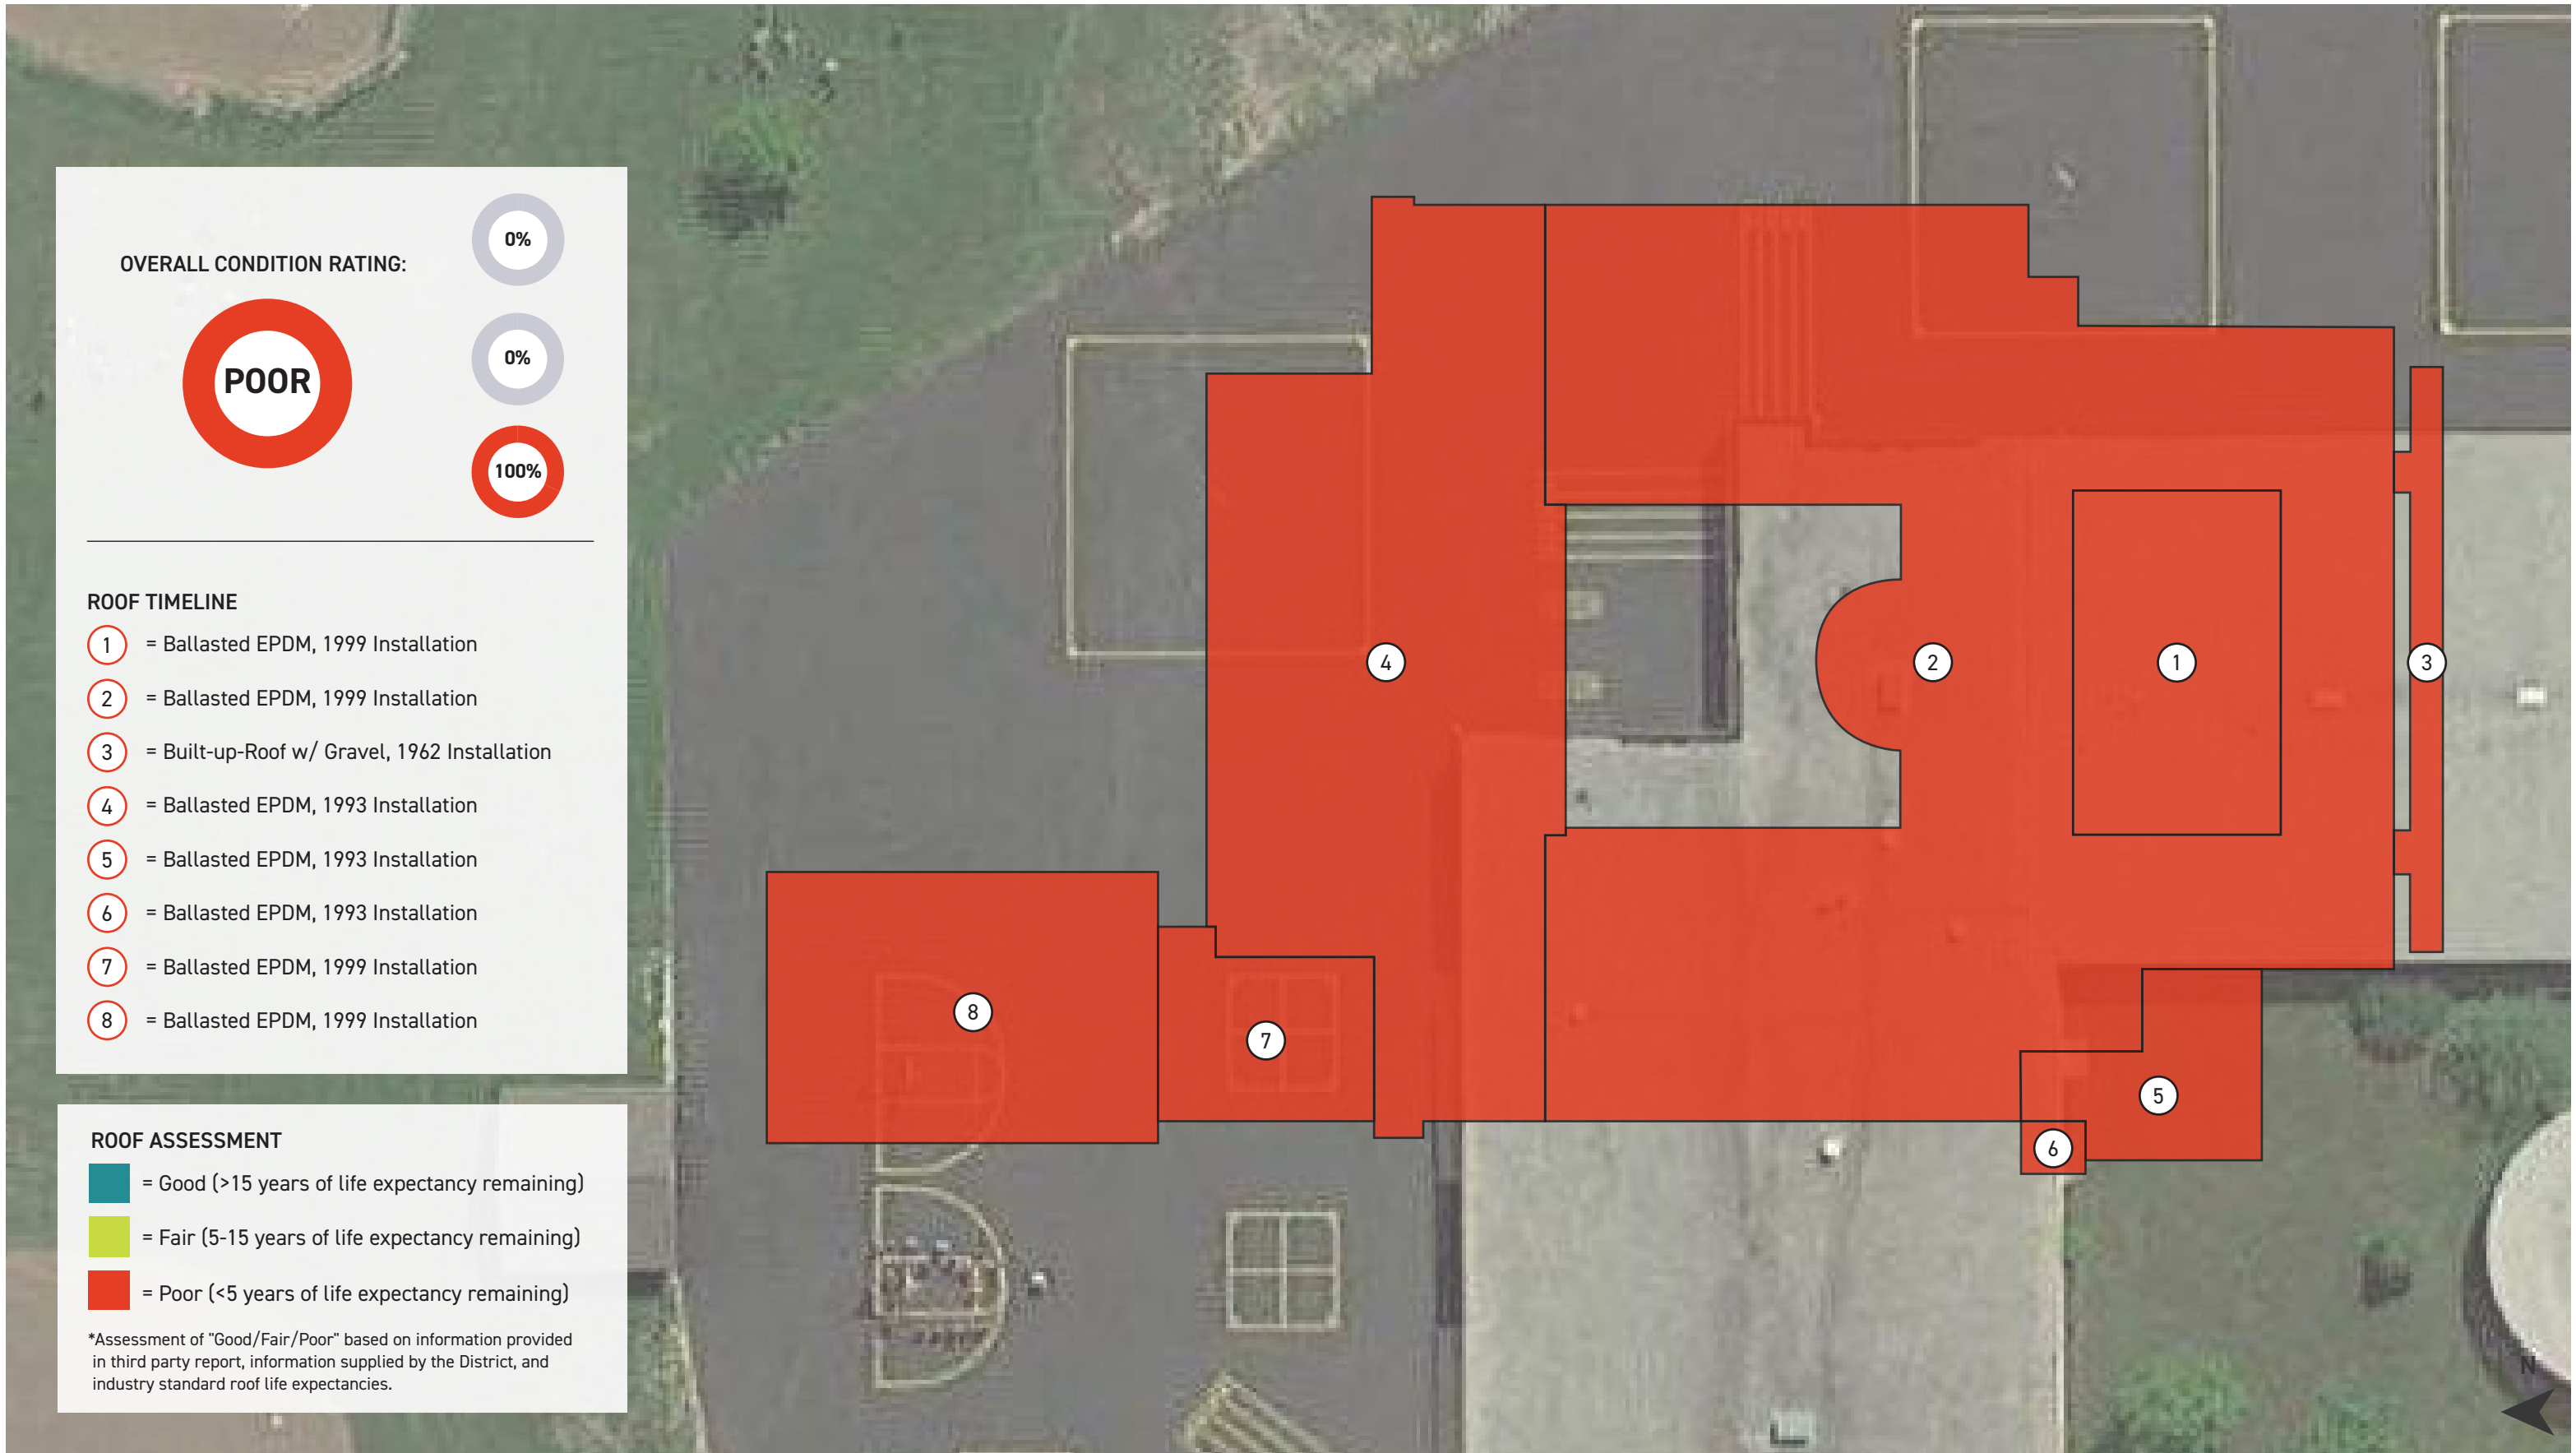 OVERALL CONDITION RATING:
POOR
0%
0%
100%
ROOF TIMELINE
1 = Ballasted EPDM, 1999 Installation
2 = Ballasted EPDM, 1999 Installation
3 = Built-up-Roof w/ Gravel, 1962 Installation
4 = Ballasted EPDM, 1993 Installation
5 = Ballasted EPDM, 1993 Installation
6 = Ballasted EPDM, 1993 Installation
7 = Ballasted EPDM, 1999 Installation
8 = Ballasted EPDM, 1999 Installation
ROOF ASSESSMENT
= Good (>15 years of life expectancy remaining)
= Fair (5-15 years of life expectancy remaining)
= Poor (<5 years of life expectancy remaining)
*Assessment of "Good/Fair/Poor" based on information provided
in third party report, information supplied by the District, and
industry standard roof life expectancies.
4
2
1
3
8
7
5
6
N